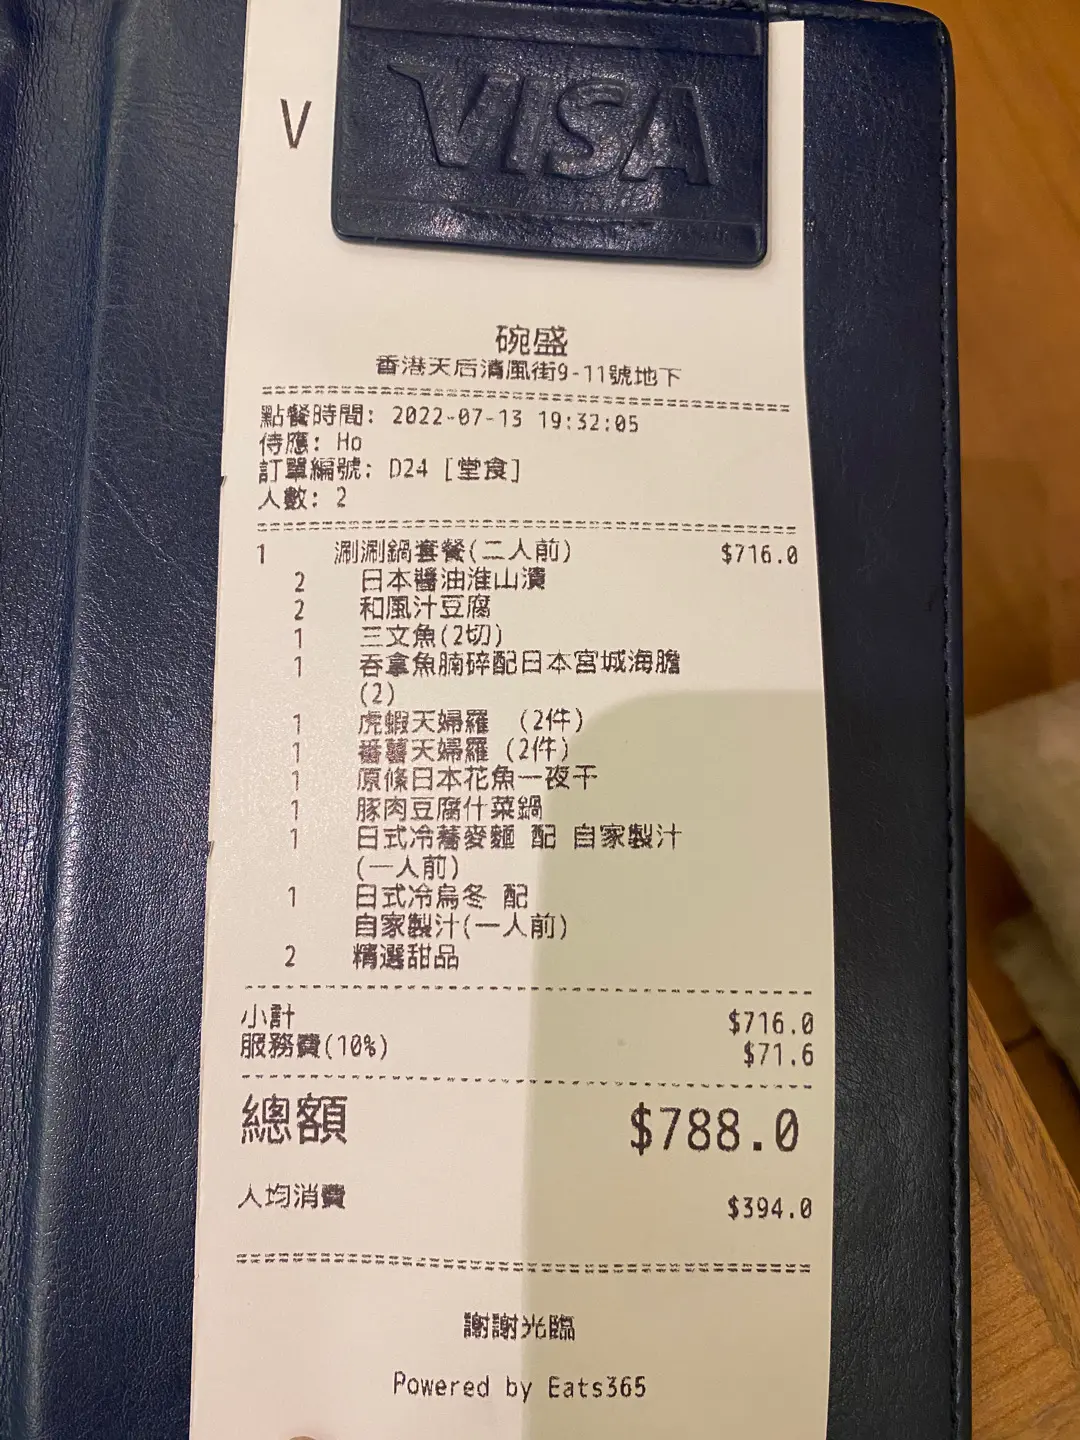 VISA
V
碗盛
香港天后清風街9-11號地下
點餐時間: 2022-07-13 19:32:05
侍應: Ho
訂單編號: D24 [堂食]
人數: 2
1 涮涮鍋套餐(二人前) $716.0
2 日本醬油淮山漬
2 和風汁豆腐
1 三文魚(2切)
1 吞拿魚腩碎配日本宮城海膽
(2)
1 虎蝦天婦羅 (2件)
1 番薯天婦羅 (2件)
1 原條日本花魚一夜干
1 豚肉豆腐什菜鍋
1 日式冷蕎麥麵 配 自家製汁
(一人前)
1 日式冷烏冬 配
自家製汁(一人前)
2 精選甜品
小計 $716.0
服務費(10%) $71.6
總額 $788.0
人均消費 $394.0
謝謝光臨
Powered by Eats365